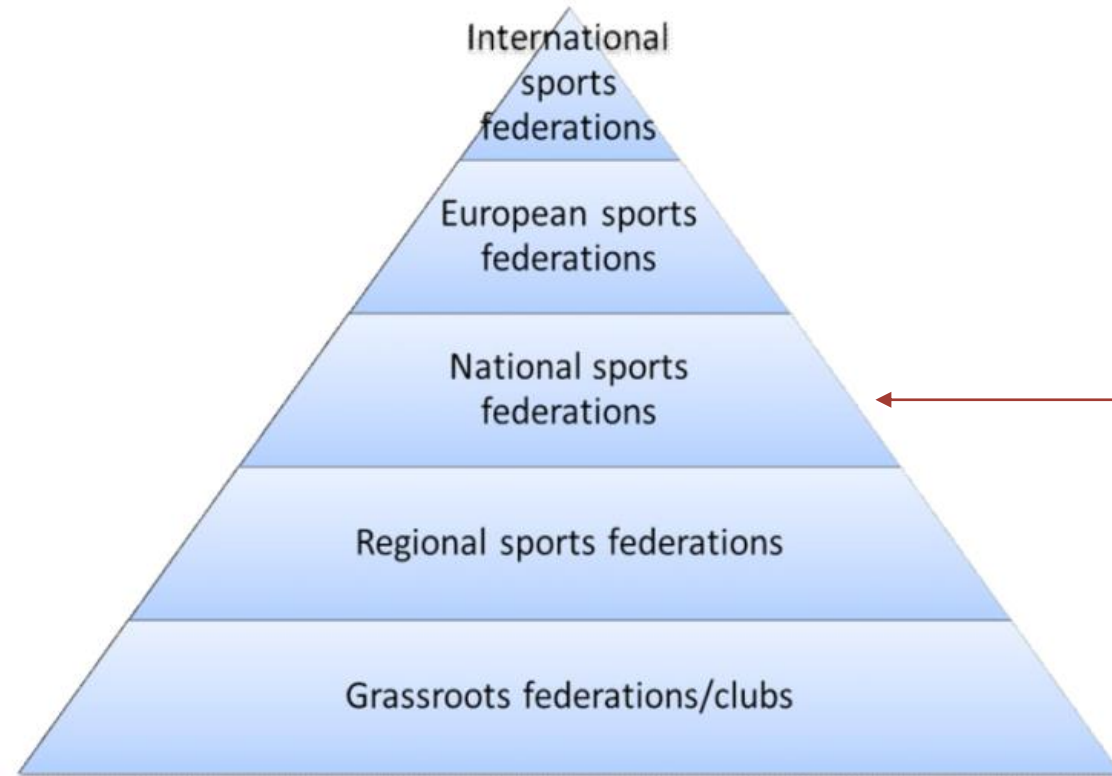 International
sports
federations
European sports
federations
National sports
federations
Regional sports federations
Grassroots federations/clubs